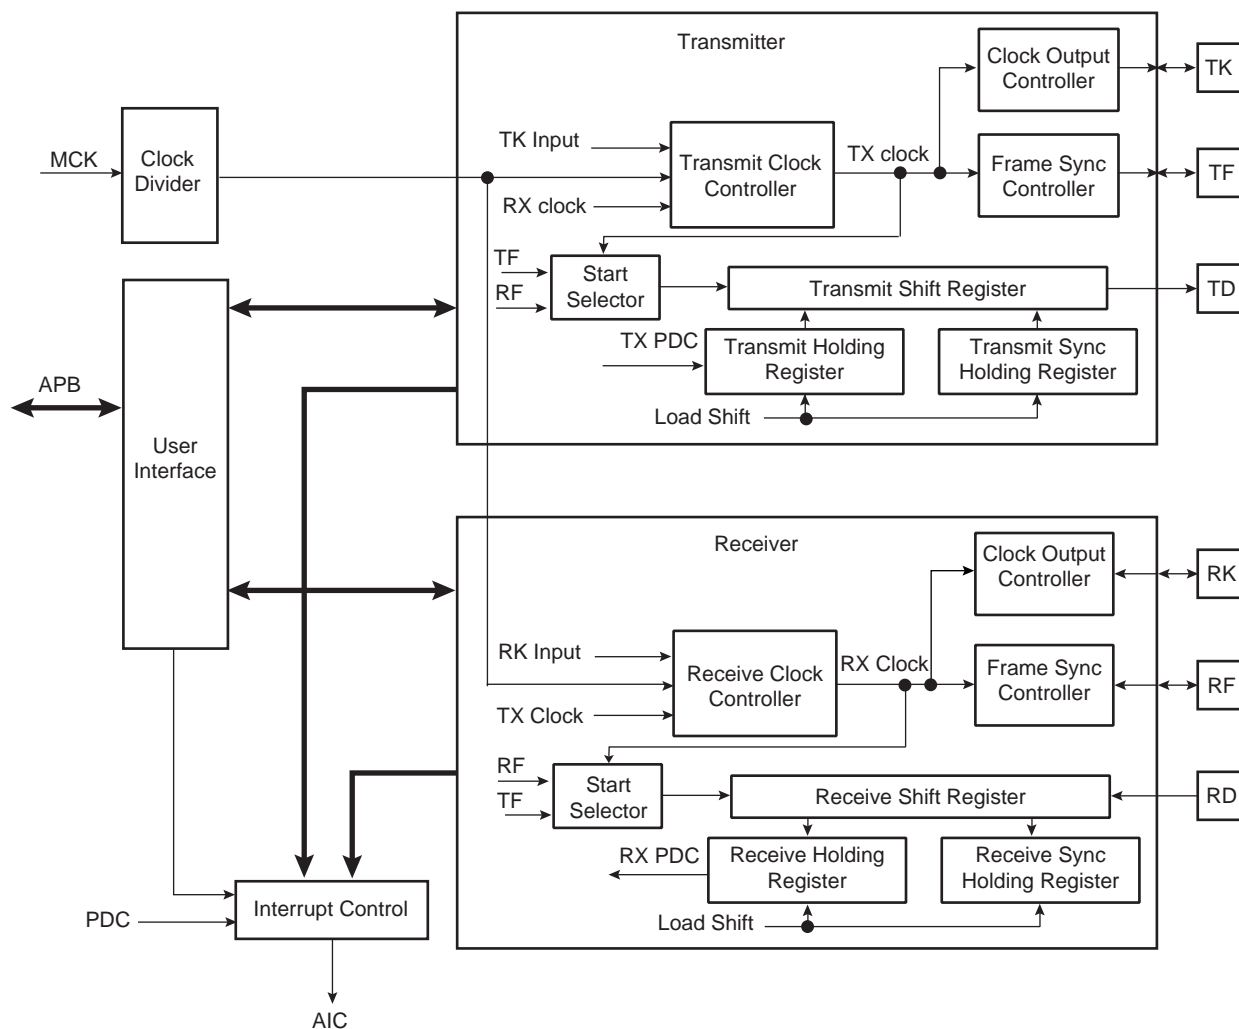 Transmitter
Clock Output
Controller
TK
MCK
Clock
Divider
TK Input
Transmit Clock
Controller
RX clock
TX clock
Frame Sync
Controller
TF
TF
RF
Start
Selector
Transmit Shift Register
TD
TX PDC
Transmit Holding
Register
Transmit Sync
Holding Register
Load Shift
APB
User
Interface
Receiver
Clock Output
Controller
RK
RK Input
Receive Clock
Controller
TX Clock
RX Clock
Frame Sync
Controller
RF
RF
TF
Start
Selector
Receive Shift Register
RD
RX PDC
Receive Holding
Register
Receive Sync
Holding Register
Load Shift
PDC
Interrupt Control
AIC